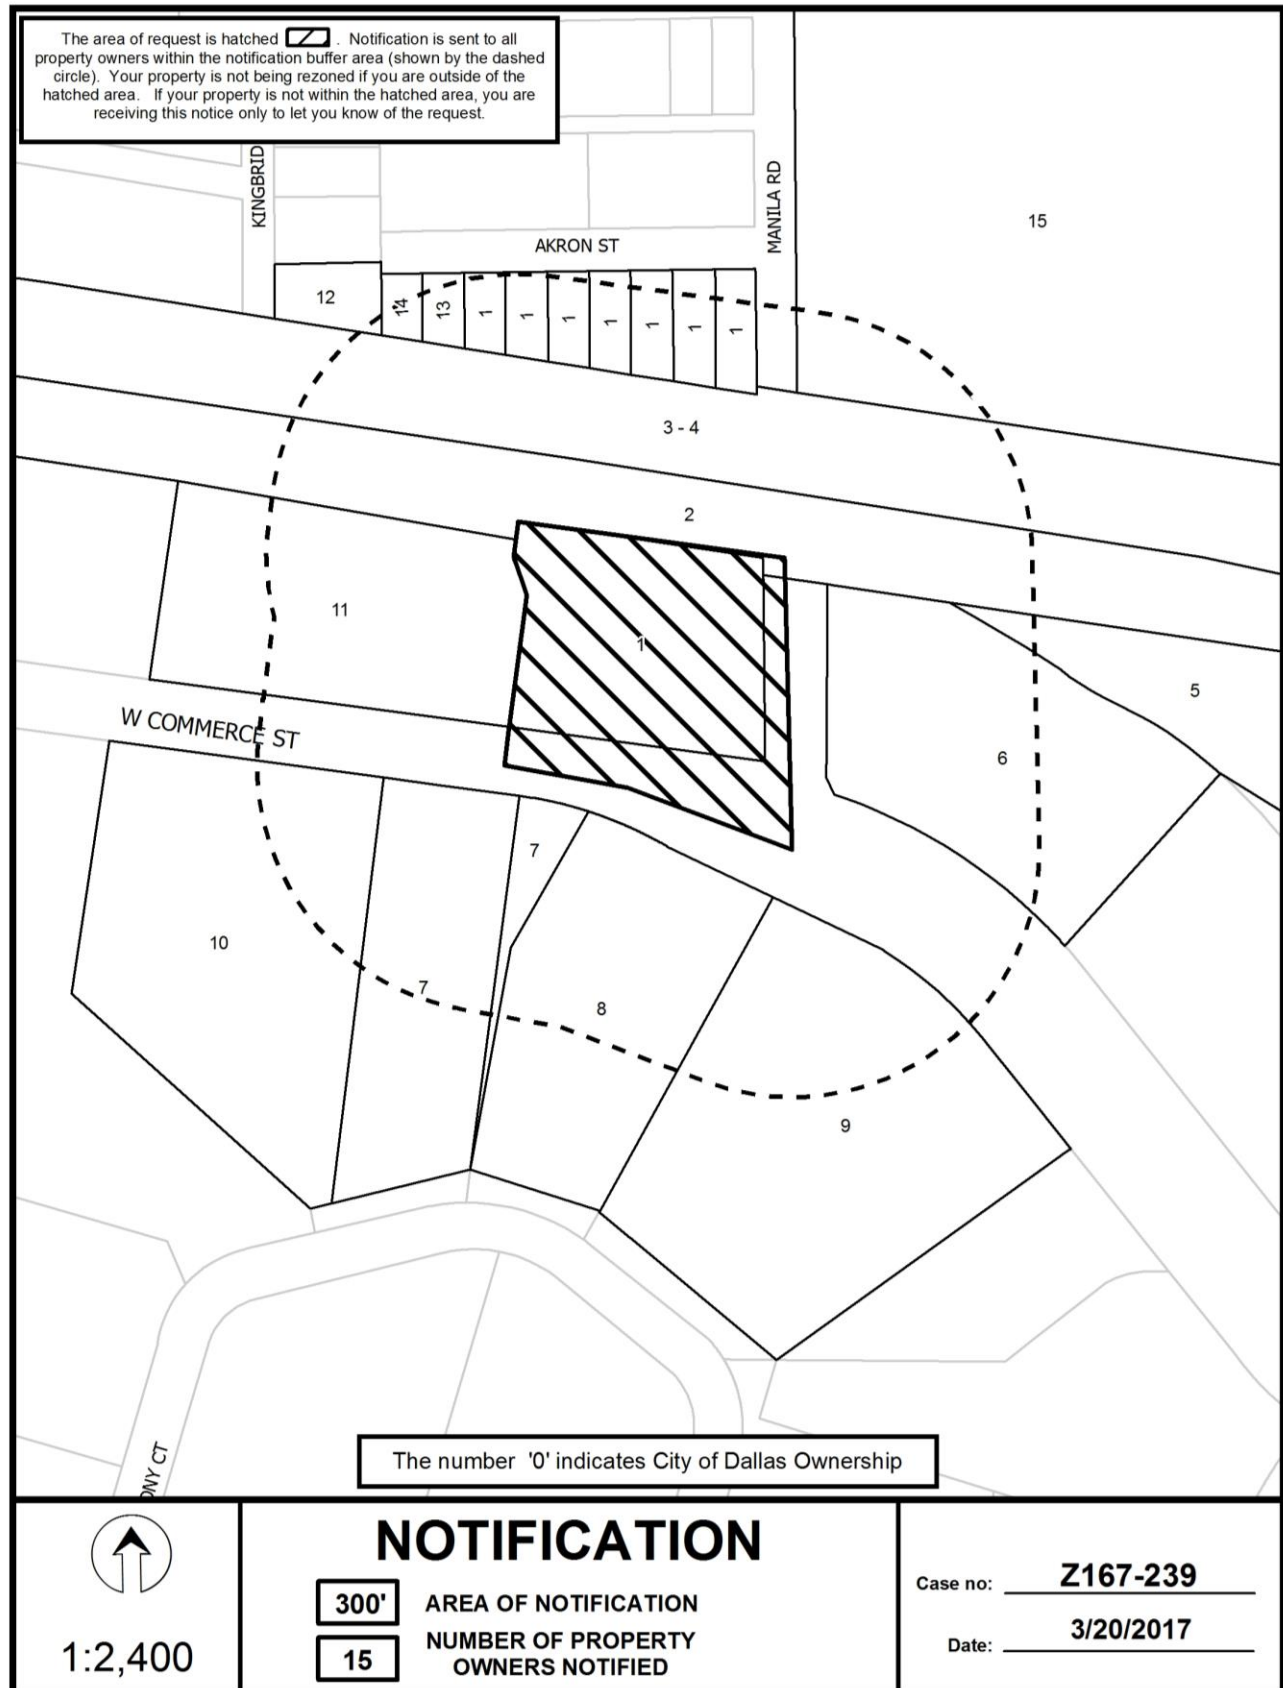 The area of request is hatched . Notification is sent to all
property owners within the notification buffer area (shown by the dashed
circle). Your property is not being rezoned if you are outside of the
hatched area. If your property is not within the hatched area, you are
receiving this notice only to let you know of the request.
KINGBRID
MANILA RD
AKRON ST
15
12
14
13
1
1
1
1
1
1
1
3 - 4
2
11
1
5
6
W COMMERCE ST
7
10
7
8
9
ONY CT
The number '0' indicates City of Dallas Ownership
1:2,400
NOTIFICATION
300' AREA OF NOTIFICATION
15 NUMBER OF PROPERTY
OWNERS NOTIFIED
Case no: Z167-239
Date: 3/20/2017